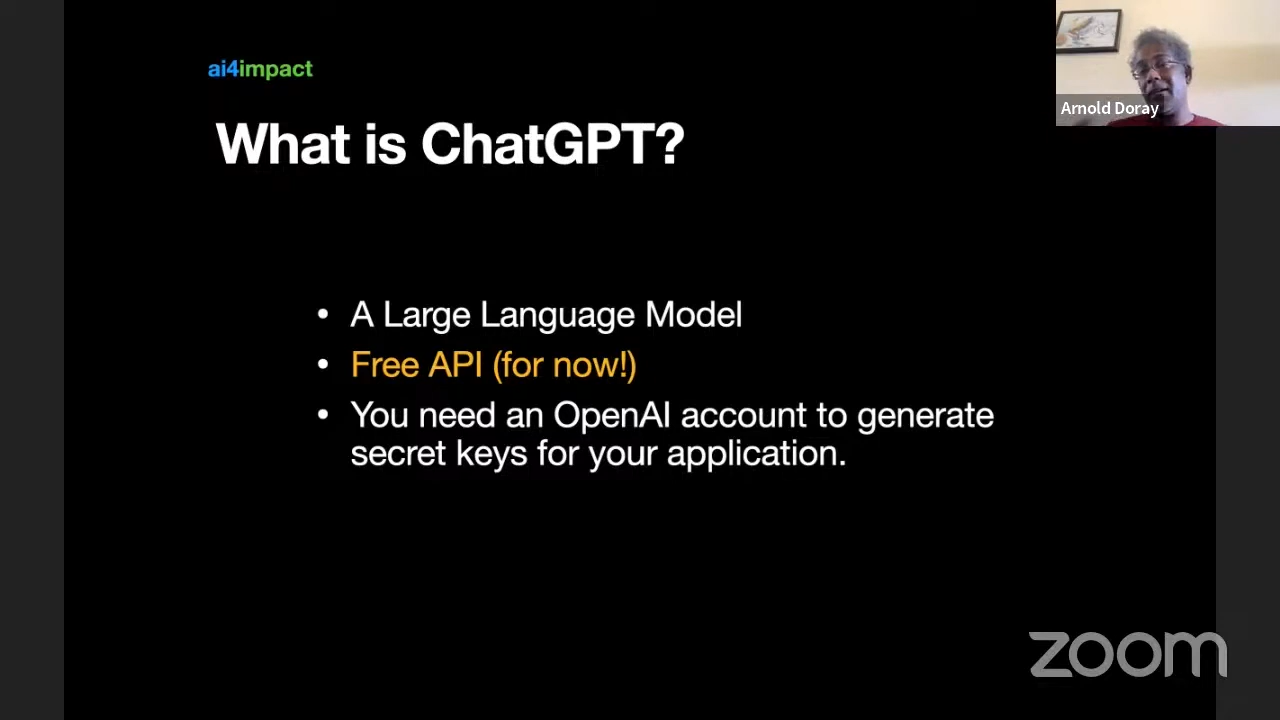 ai4impact
What is ChatGPT?
• A Large Language Model
• Free API (for now!)
• You need an OpenAI account to generate
secret keys for your application.
Arnold Doray
zoom